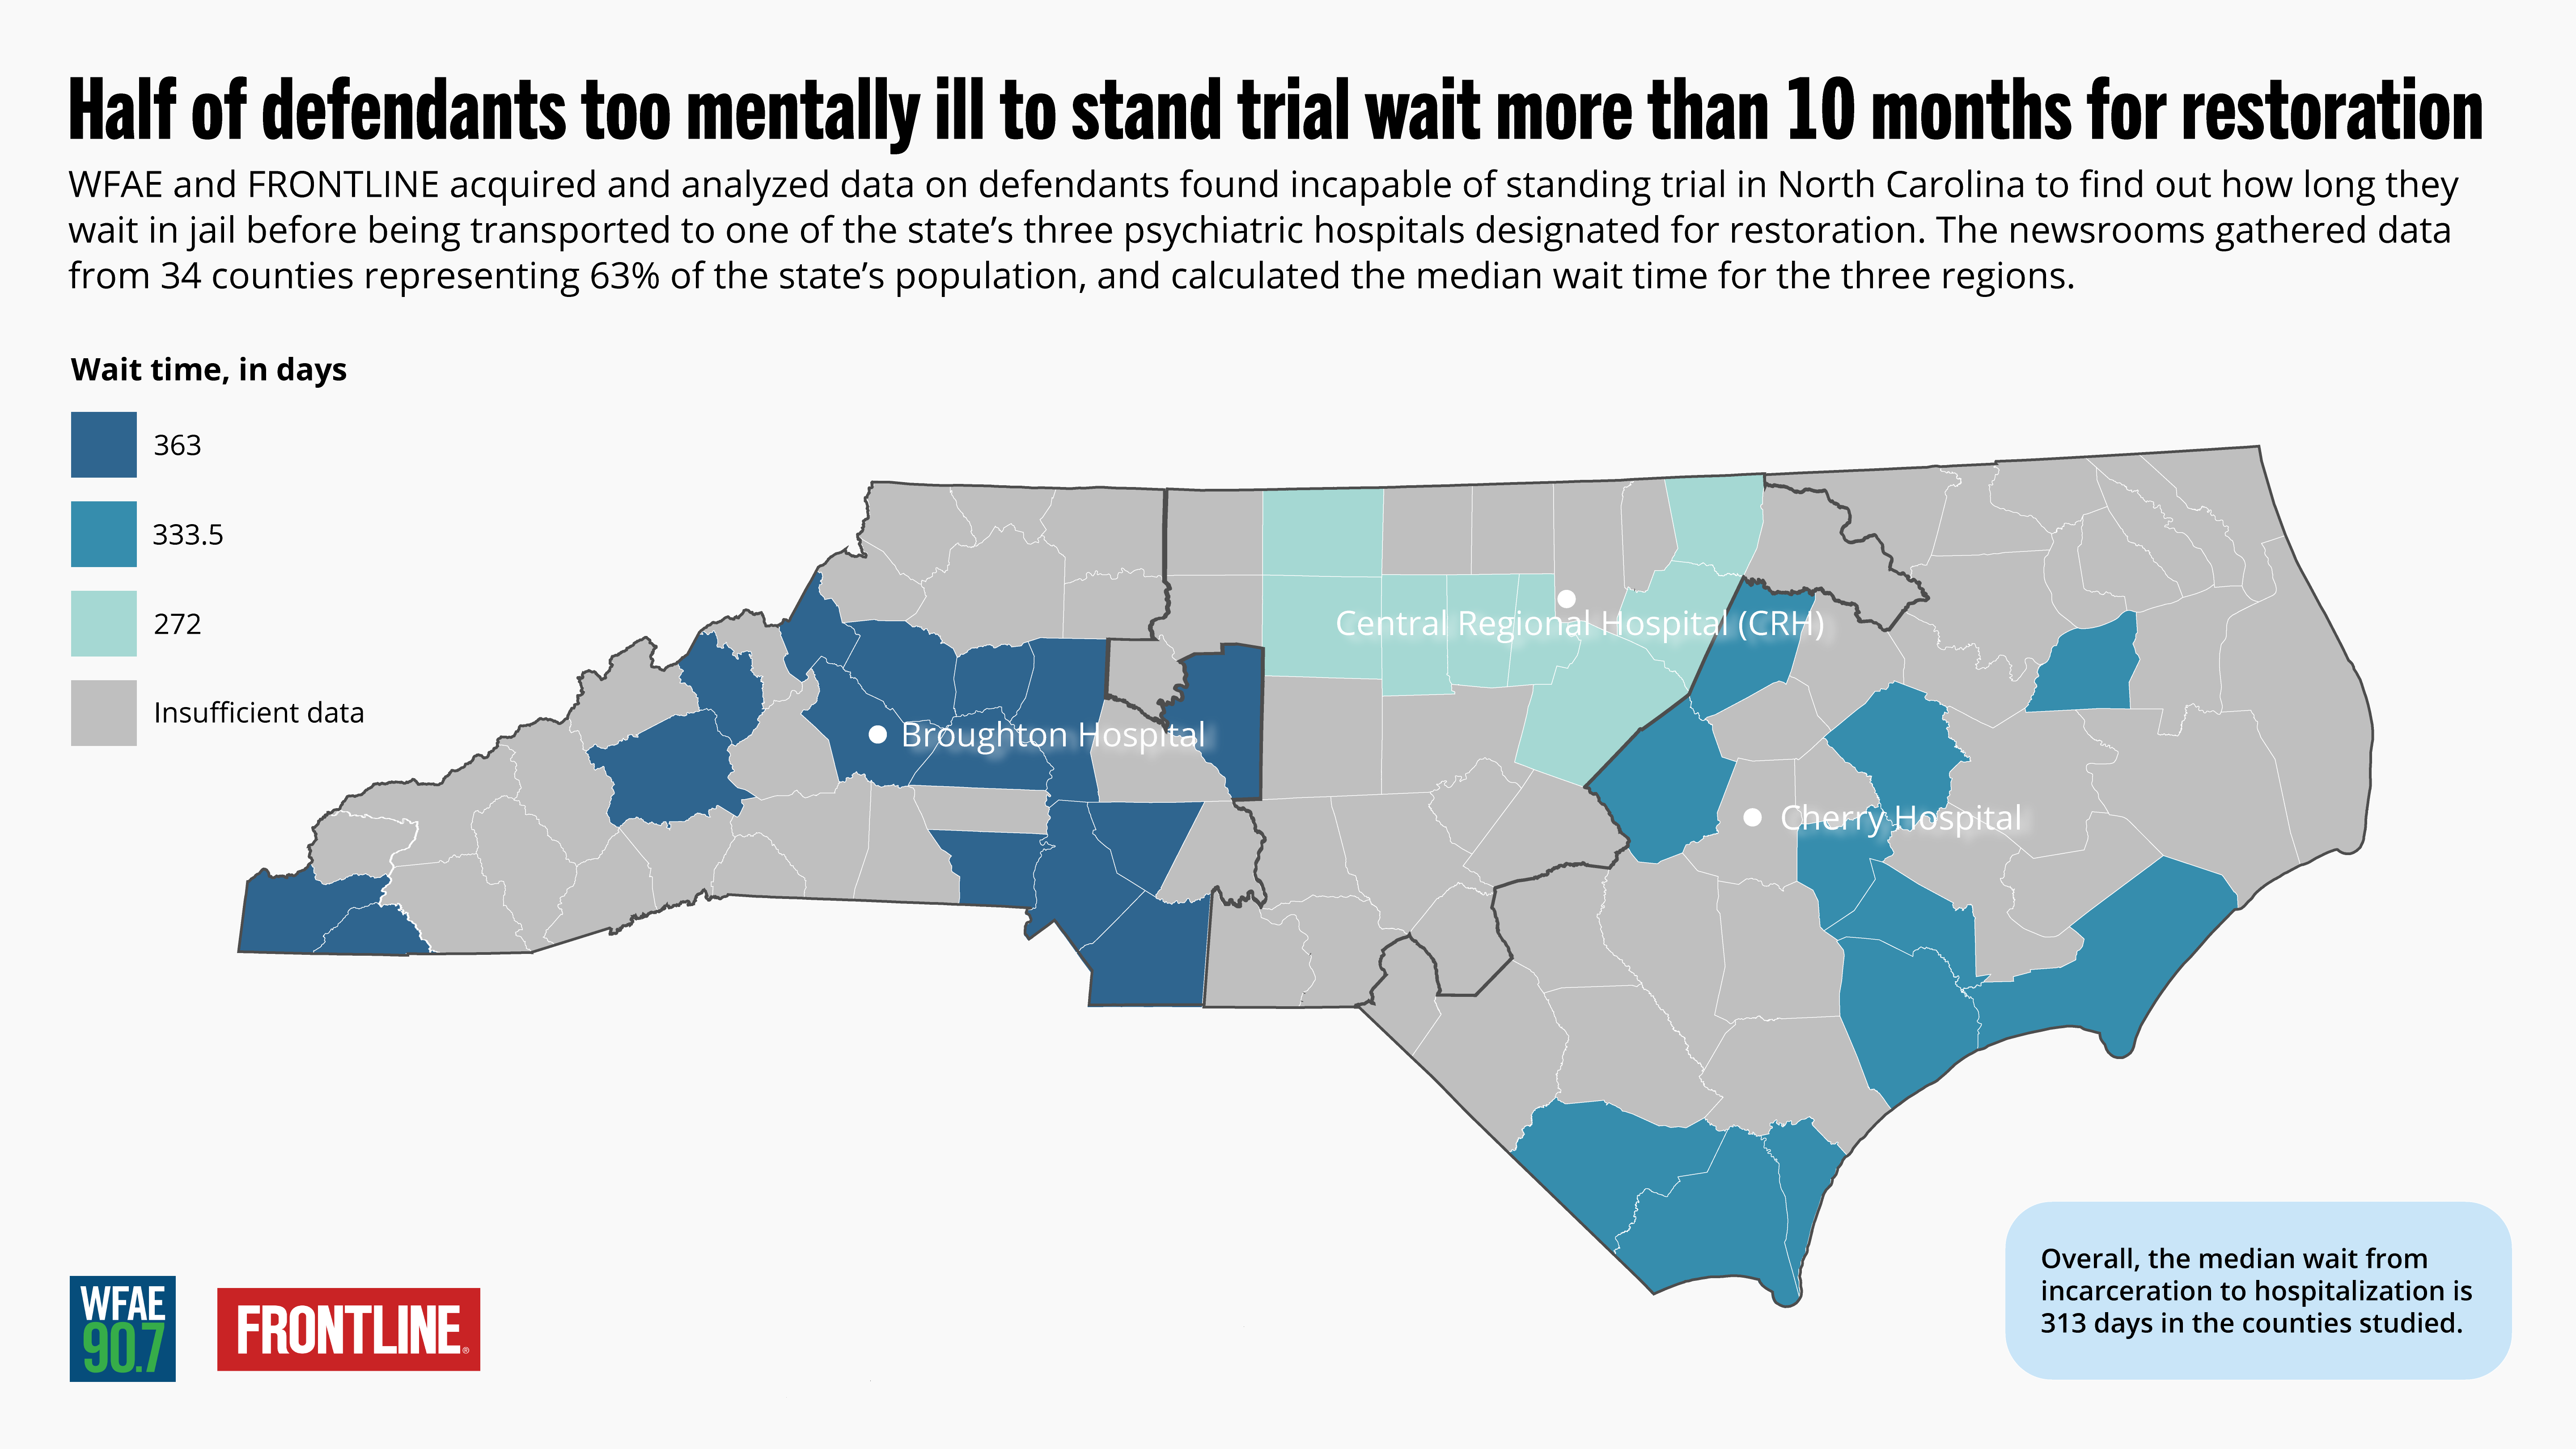 Half of defendants too mentally ill to stand trial wait more than 10 months for restoration
WFAE and FRONTLINE acquired and analyzed data on defendants found incapable of standing trial in North Carolina to find out how long they
wait in jail before being transported to one of the state’s three psychiatric hospitals designated for restoration. The newsrooms gathered data
from 34 counties representing 63% of the state’s population, and calculated the median wait time for the three regions.
Wait time, in days
363
333.5
272
Insufficient data
Central Regional Hospital (CRH)
Broughton Hospital
Cherry Hospital
Overall, the median wait from
incarceration to hospitalization is
313 days in the counties studied.
WFAE
90.7
FRONTLINE®